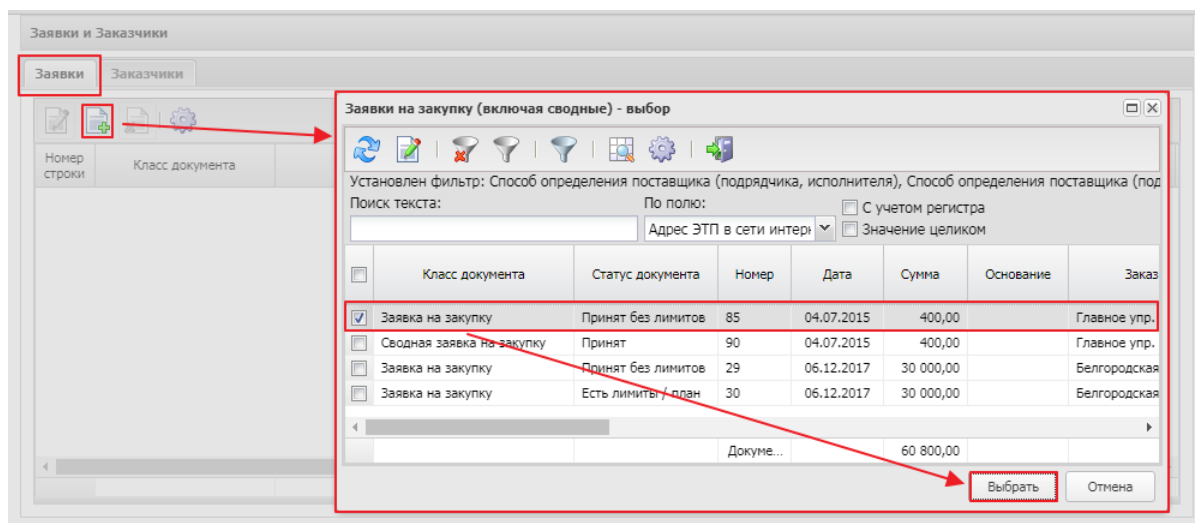 Заявки и Заказчики
Заявки Заказчики
Номер строки Класс документа
Заявки на закупку (включая сводные) - выбор
Установлен фильтр: Способ определения поставщика (подрядчика, исполнителя), Способ определения поставщика (под
Поиск текста: По полю: С учетом регистра
Адрес ЭТП в сети интерн Значение целиком
Класс документа Статус документа Номер Дата Сумма Основание Заказ
Заявка на закупку Принят без лимитов 85 04.07.2015 400,00 Главное упр.
Сводная заявка на закупку Принят 90 04.07.2015 400,00 Главное упр.
Заявка на закупку Принят без лимитов 29 06.12.2017 30 000,00 Белгородская
Заявка на закупку Есть лимиты / план 30 06.12.2017 30 000,00 Белгородская
Докуме... 60 800,00
Выбрать Отмена